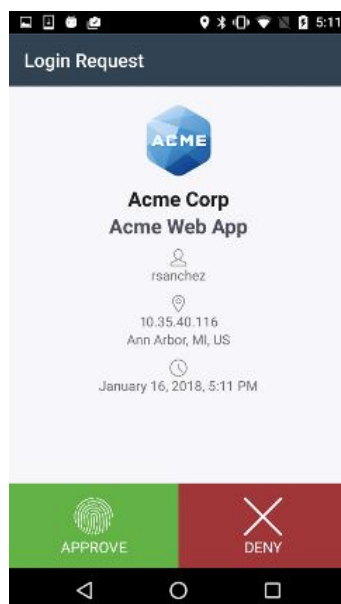 5:11
Login Request
ACME
Acme Corp
Acme Web App
rsanchez
10.35.40.116
Ann Arbor, MI, US
January 16, 2018, 5:11 PM
APPROVE
DENY